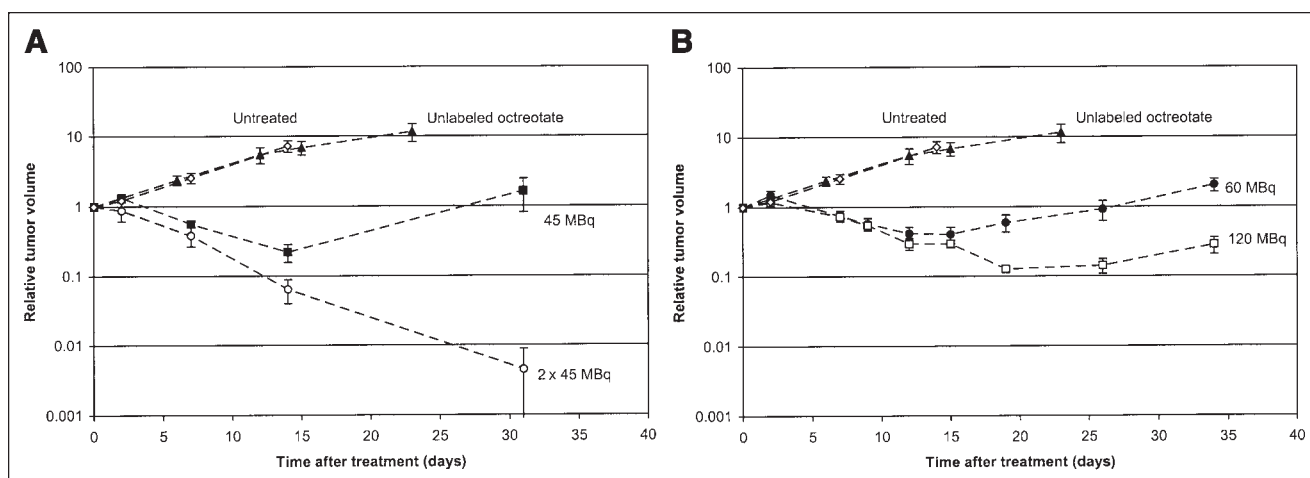 A
B
100
10
1
0.1
0.01
0.001
Relative tumor volume
Untreated
Unlabeled octreotate
45 MBq
2 x 45 MBq
0 5 10 15 20 25 30 35 40
Time after treatment (days)
100
10
1
0.1
0.01
0.001
Relative tumor volume
Untreated
Unlabeled octreotate
60 MBq
120 MBq
0 5 10 15 20 25 30 35 40
Time after treatment (days)